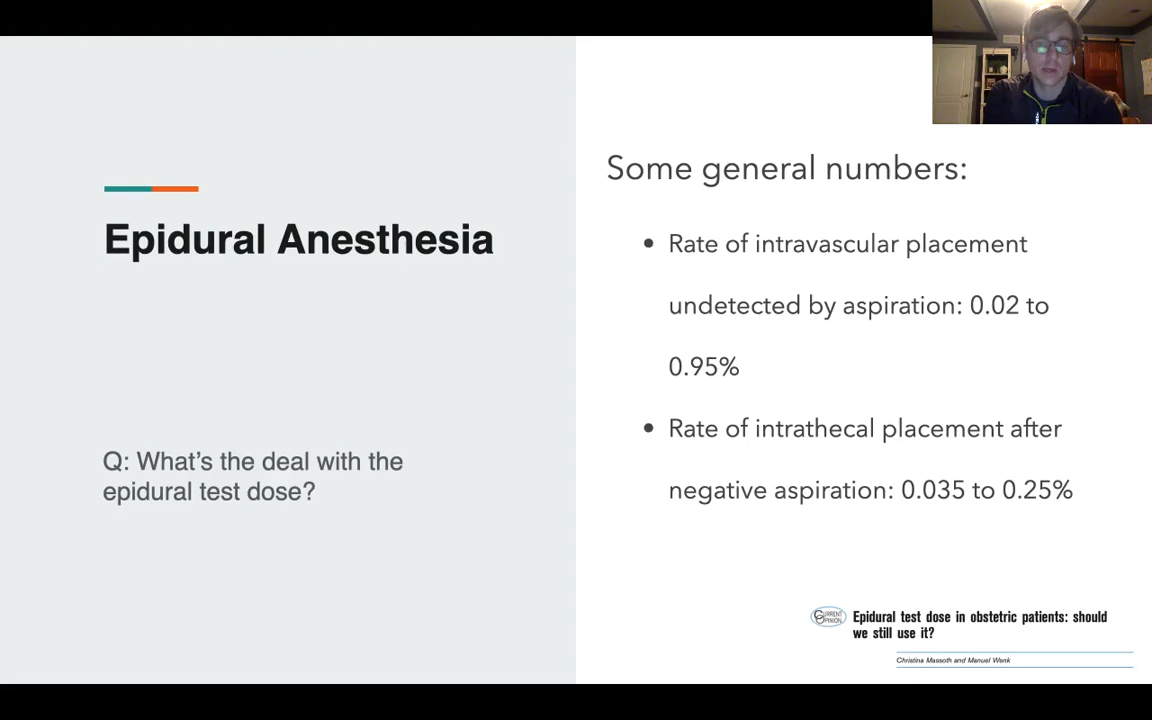 Epidural Anesthesia
Q: What's the deal with the
epidural test dose?
Some general numbers:
• Rate of intravascular placement
undetected by aspiration: 0.02 to
0.95%
• Rate of intrathecal placement after
negative aspiration: 0.035 to 0.25%
CURRENT
OPINION
Epidural test dose in obstetric patients: should
we still use it?
Christina Massoth and Manuel Wenk